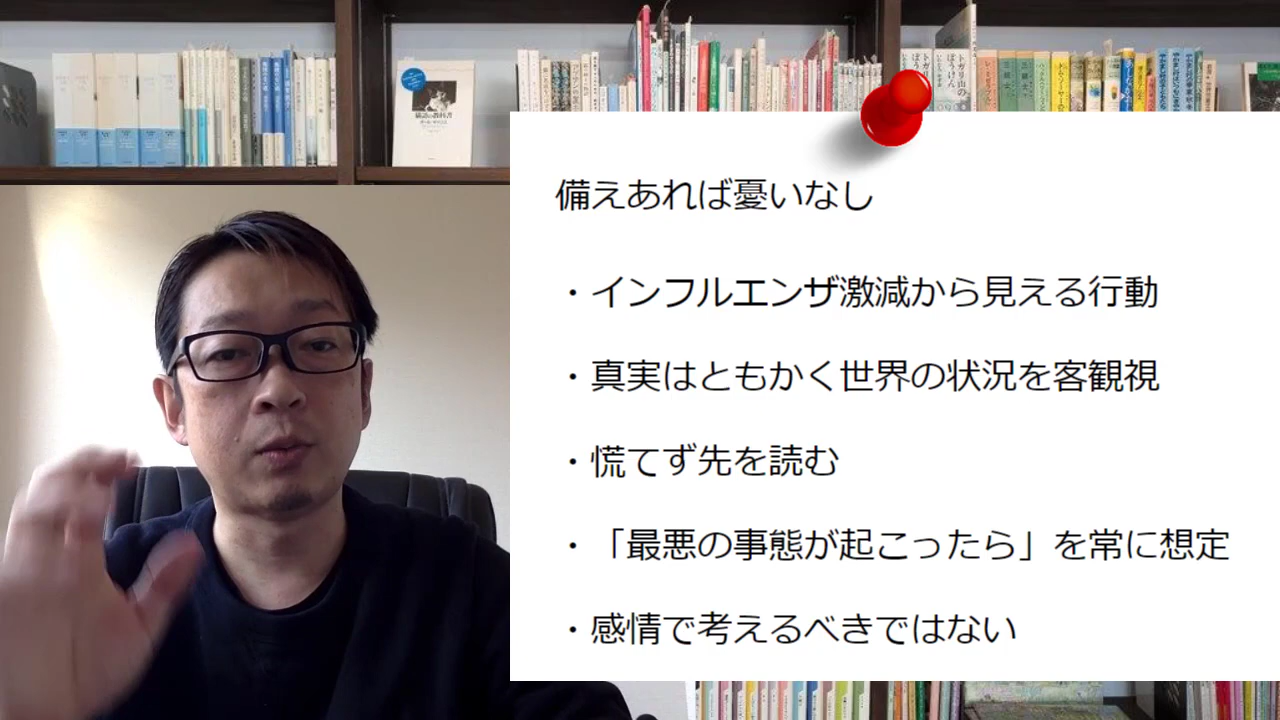 備えあれば憂いなし
・インフルエンザ激減から見える行動
・真実はともかく世界の状況を客観視
・慌てず先を読む
・「最悪の事態が起こったら」を常に想定
・感情で考えるべきではない